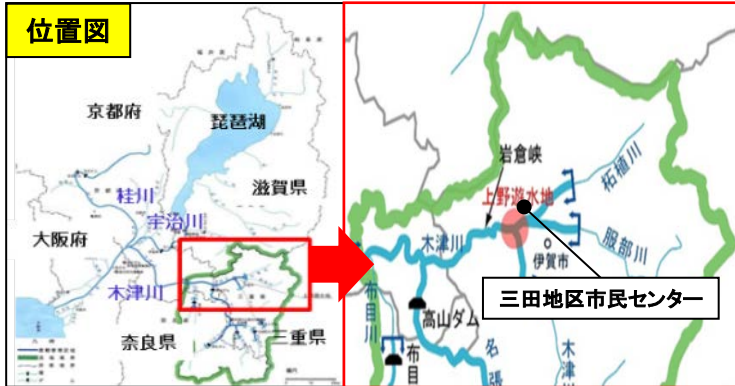 位置図
京都府
琵琶湖
滋賀県
桂川
宇治川
大阪府
木津川
奈良県
三重県
岩倉峡
上野遊水地
柘植川
木津川
服部川
伊賀市
三田地区市民センター
高山ダム
布目川
布目
名張
木津川